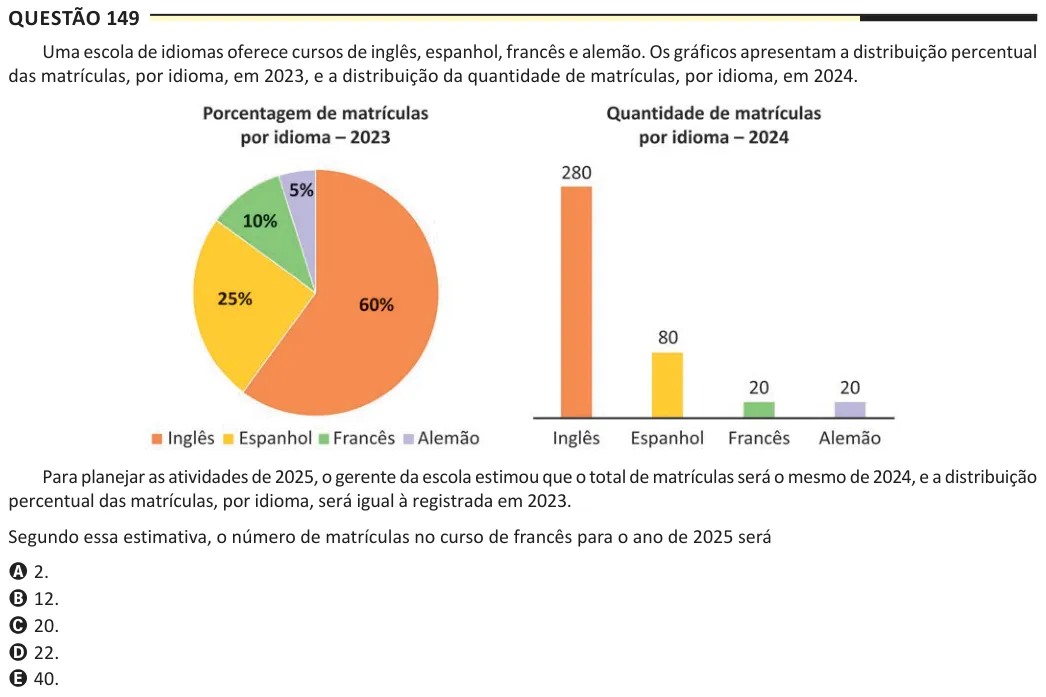 QUESTÃO 149
Uma escola de idiomas oferece cursos de inglês, espanhol, francês e alemão. Os gráficos apresentam a distribuição percentual
das matrículas, por idioma, em 2023, e a distribuição da quantidade de matrículas, por idioma, em 2024.
Porcentagem de matrículas
por idioma – 2023
5%
10%
25%
60%
Inglês Espanhol Francês Alemão
Quantidade de matrículas
por idioma – 2024
280
80
20 20
Inglês Espanhol Francês Alemão
Para planejar as atividades de 2025, o gerente da escola estimou que o total de matrículas será o mesmo de 2024, e a distribuição
percentual das matrículas, por idioma, será igual à registrada em 2023.
Segundo essa estimativa, o número de matrículas no curso de francês para o ano de 2025 será
A 2.
B 12.
C 20.
D 22.
E 40.